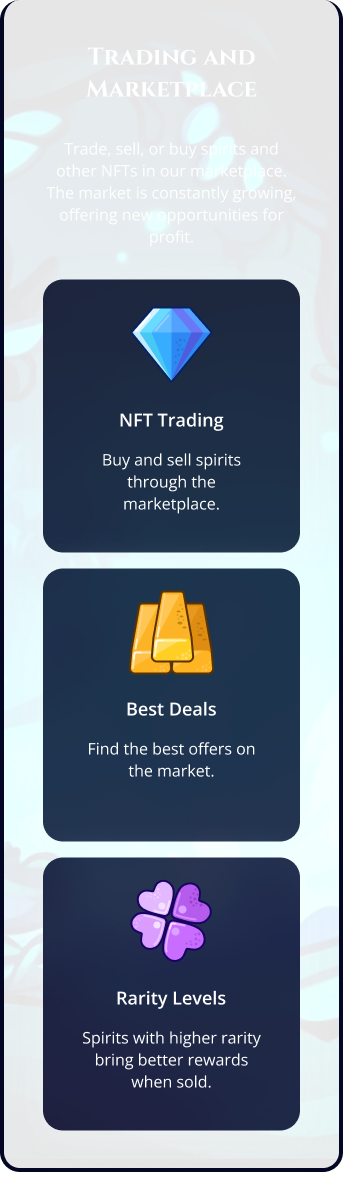 Trading and
Marketplace
Trade, sell, or buy spirits and
other NFTs in our marketplace.
The market is constantly growing,
offering new opportunities for
profit.
NFT Trading
Buy and sell spirits
through the
marketplace.
Best Deals
Find the best offers on
the market.
Rarity Levels
Spirits with higher rarity
bring better rewards
when sold.